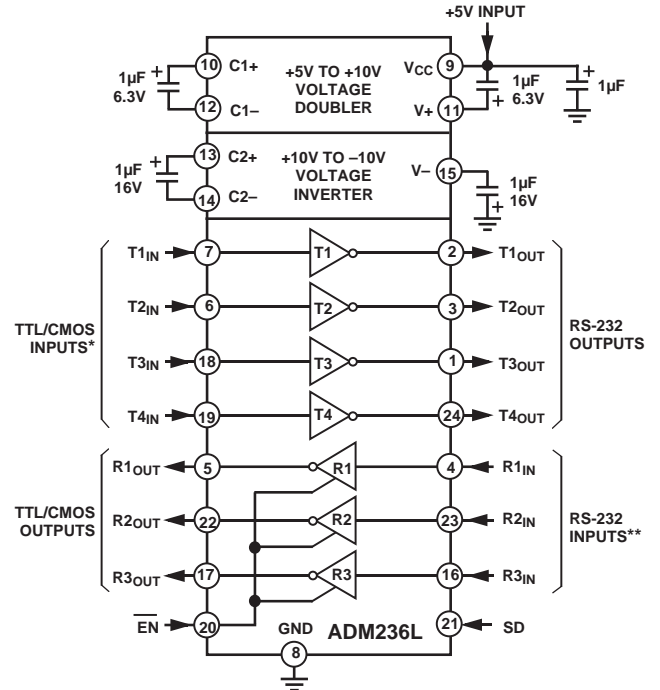 +5V INPUT
10 C1+ +5V TO +10V VOLTAGE DOUBLER VCC 9
1µF 6.3V +
12 C1– V+ 11
+ 1µF 6.3V
+ 1µF
13 C2+ +10V TO –10V VOLTAGE INVERTER V– 15
1µF 16V +
14 C2–
+ 1µF 16V
T1IN 7 T1 2 T1OUT
T2IN 6 T2 3 T2OUT
TTL/CMOS INPUTS*
RS-232 OUTPUTS
T3IN 18 T3 1 T3OUT
T4IN 19 T4 24 T4OUT
R1OUT 5 R1 4 R1IN
TTL/CMOS OUTPUTS
R2OUT 22 R2 23 R2IN
RS-232 INPUTS**
R3OUT 17 R3 16 R3IN
EN 20 GND ADM236L 21 SD
8